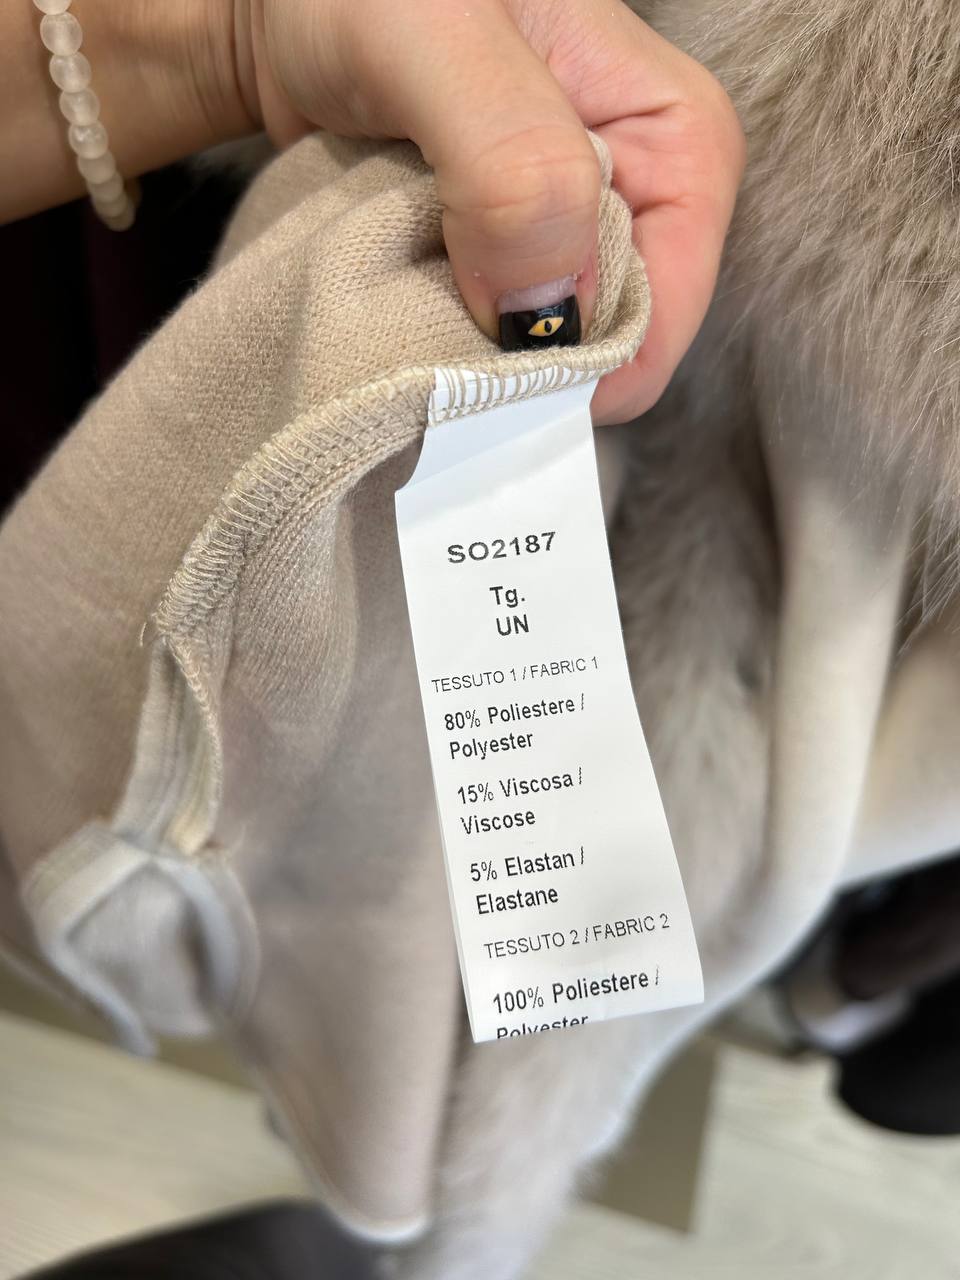 SO2187
Tg.
UN
TESSUTO 1 / FABRIC 1
80% Poliestere /
Polyester
15% Viscosa /
Viscose
5% Elastan /
Elastane
TESSUTO 2 / FABRIC 2
100% Poliestere /
Polyester